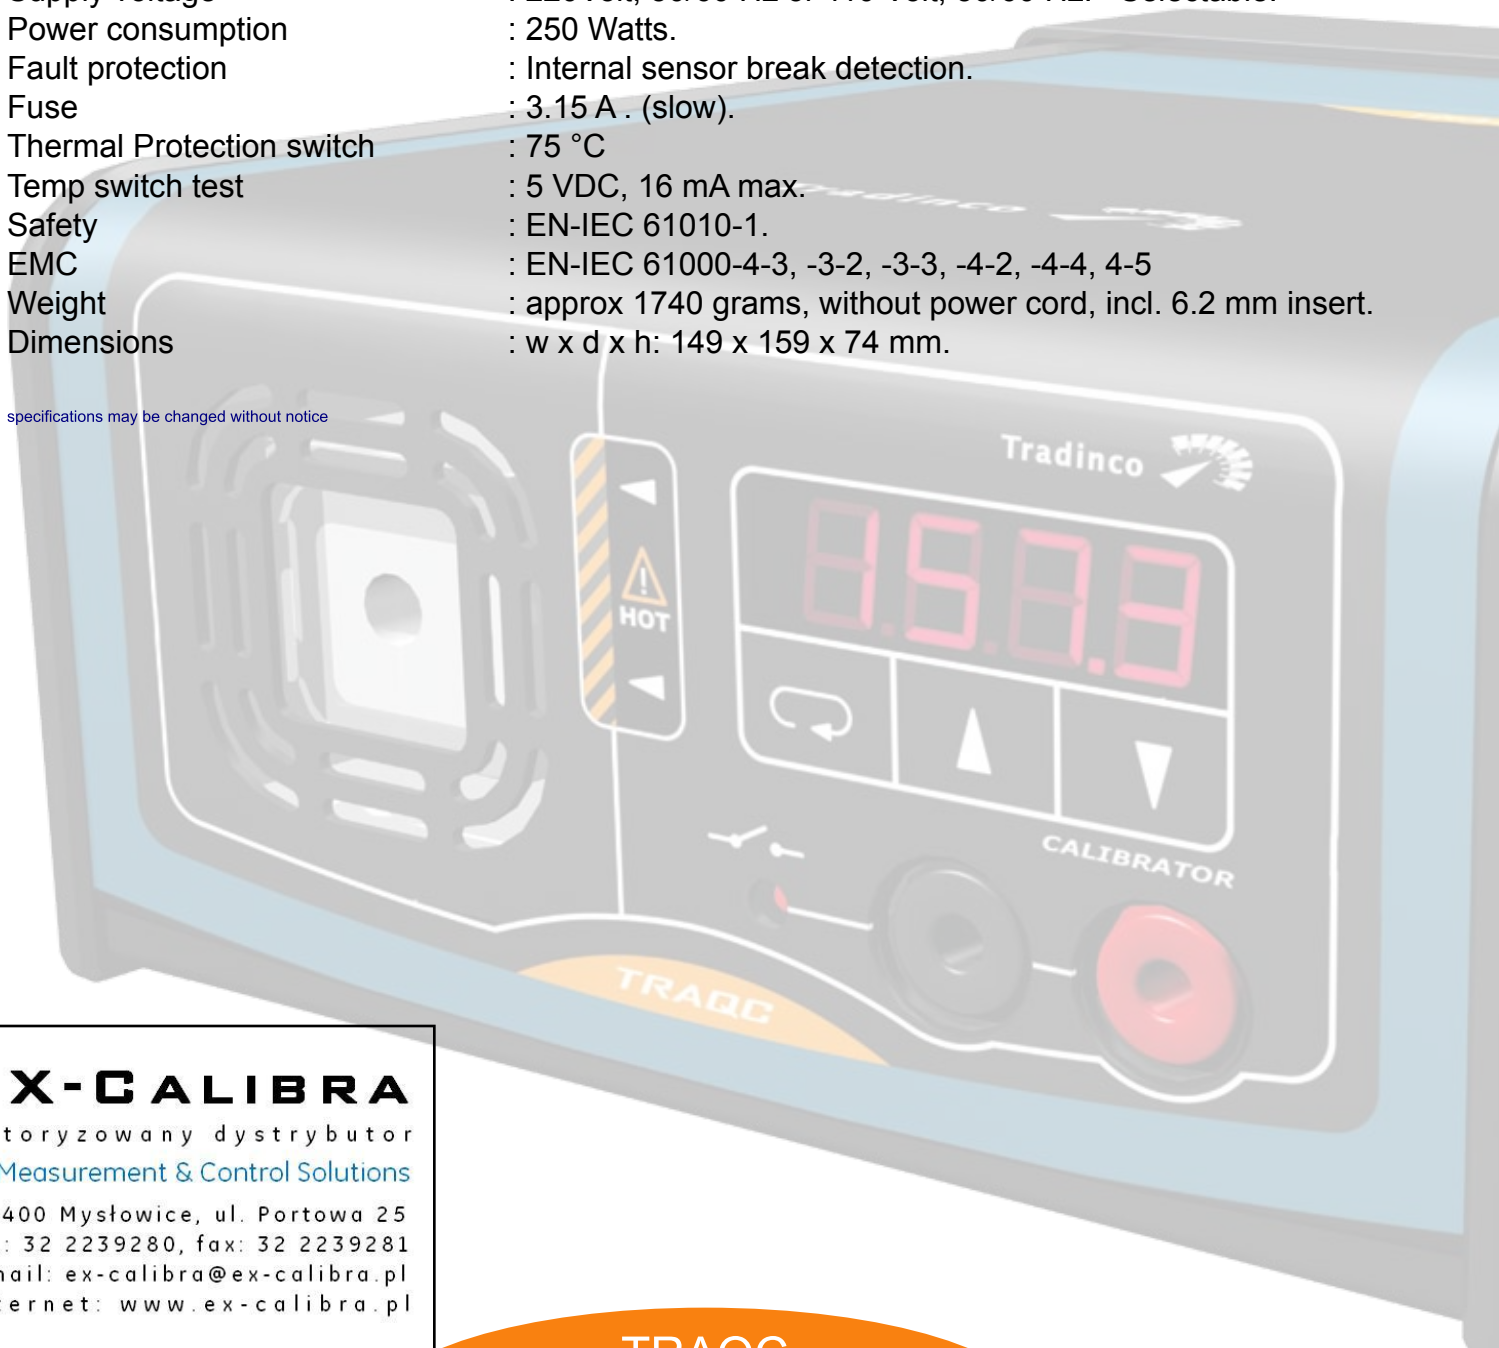 Power consumption : 250 Watts.
Fault protection : Internal sensor break detection.
Fuse : 3.15 A . (slow).
Thermal Protection switch : 75 °C
Temp switch test : 5 VDC, 16 mA max.
Safety : EN-IEC 61010-1.
EMC : EN-IEC 61000-4-3, -3-2, -3-3, -4-2, -4-4, 4-5
Weight : approx 1740 grams, without power cord, incl. 6.2 mm insert.
Dimensions : w x d x h: 149 x 159 x 74 mm.
specifications may be changed without notice
Tradinco
Tradinco
157.3
HOT
CALIBRATOR
TRAQC
X-CALIBRA
toryzowany dystrybutor
Measurement & Control Solutions
400 Mysłowice, ul. Portowa 25
: 32 2239280, fax: 32 2239281
ail: ex-calibra@ex-calibra.pl
ernet: www.ex-calibra.pl
TRAQC